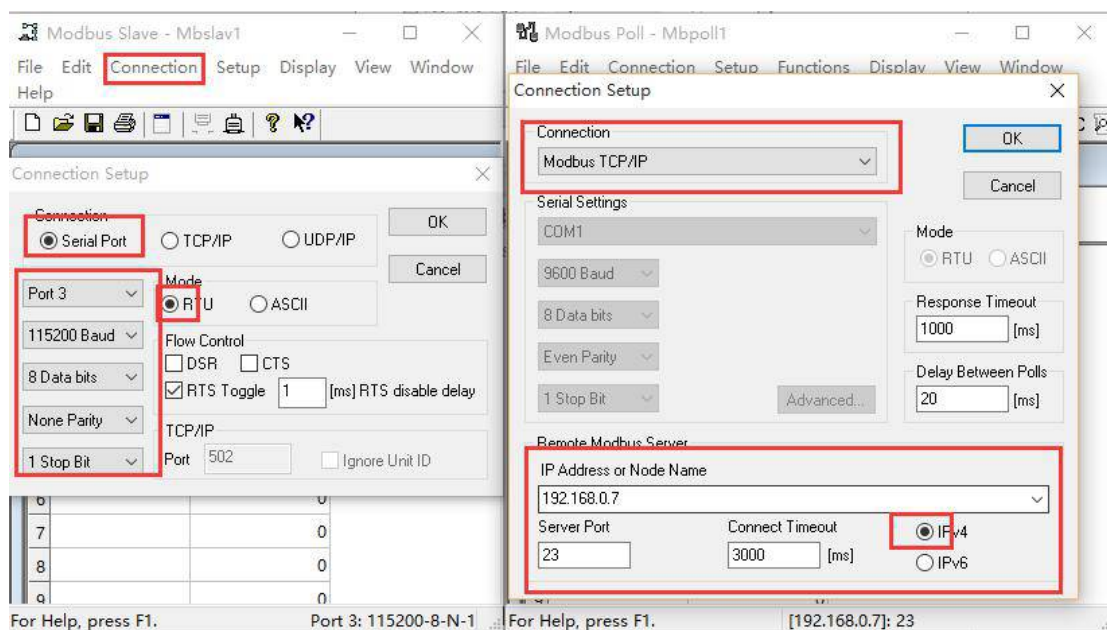 Modbus Slave - Mbslav1
File Edit Connection Setup Display View Window
Help
Connection Setup
Connection
Serial Port TCP/IP UDP/IP
OK
Cancel
Port 3
115200 Baud
8 Data bits
None Parity
1 Stop Bit
Mode
RTU ASCII
Flow Control
DSR CTS
RTS Toggle 1 [ms] RTS disable delay
TCP/IP
Port 502 Ignore Unit ID
6 0
7 0
8 0
9 0
For Help, press F1. Port 3: 115200-8-N-1
Modbus Poll - Mbpoll1
File Edit Connection Setup Functions Display View Window
Connection Setup
Connection
Modbus TCP/IP
OK
Cancel
Serial Settings
COM1
9600 Baud
8 Data bits
Even Parity
1 Stop Bit Advanced...
Mode
RTU ASCII
Response Timeout
1000 [ms]
Delay Between Polls
20 [ms]
Remote Modbus Server
IP Address or Node Name
192.168.0.7
Server Port Connect Timeout
23 3000 [ms]
IPv4
IPv6
For Help, press F1. [192.168.0.7]: 23